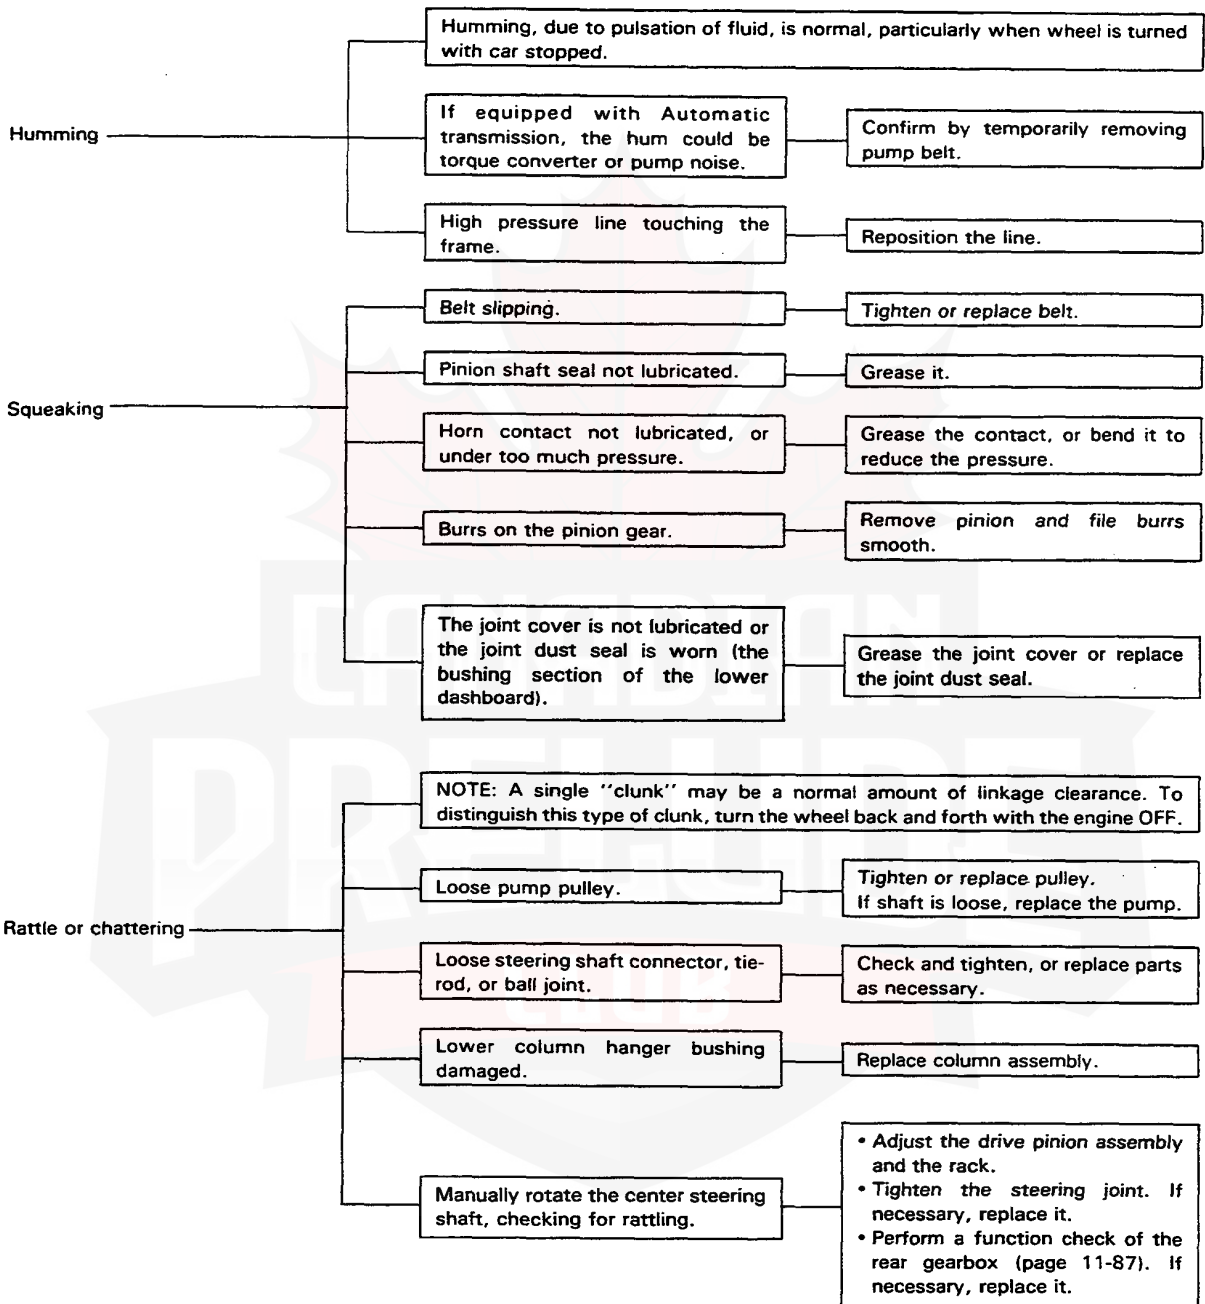 Humming
Humming, due to pulsation of fluid, is normal, particularly when wheel is turned
with car stopped.
If equipped with Automatic
transmission, the hum could be
torque converter or pump noise.
Confirm by temporarily removing
pump belt.
High pressure line touching the
frame.
Reposition the line.
Squeaking
Belt slipping.
Tighten or replace belt.
Pinion shaft seal not lubricated.
Grease it.
Horn contact not lubricated, or
under too much pressure.
Grease the contact, or bend it to
reduce the pressure.
Burrs on the pinion gear.
Remove pinion and file burrs
smooth.
The joint cover is not lubricated or
the joint dust seal is worn (the
bushing section of the lower
dashboard).
Grease the joint cover or replace
the joint dust seal.
Rattle or chattering
NOTE: A single "clunk" may be a normal amount of linkage clearance. To
distinguish this type of clunk, turn the wheel back and forth with the engine OFF.
Loose pump pulley.
Tighten or replace pulley.
If shaft is loose, replace the pump.
Loose steering shaft connector, tie-
rod, or ball joint.
Check and tighten, or replace parts
as necessary.
Lower column hanger bushing
damaged.
Replace column assembly.
Manually rotate the center steering
shaft, checking for rattling.
• Adjust the drive pinion assembly
and the rack.
• Tighten the steering joint. If
necessary, replace it.
• Perform a function check of the
rear gearbox (page 11-87). If
necessary, replace it.
CANADIAN
PRELUDE
CLUB